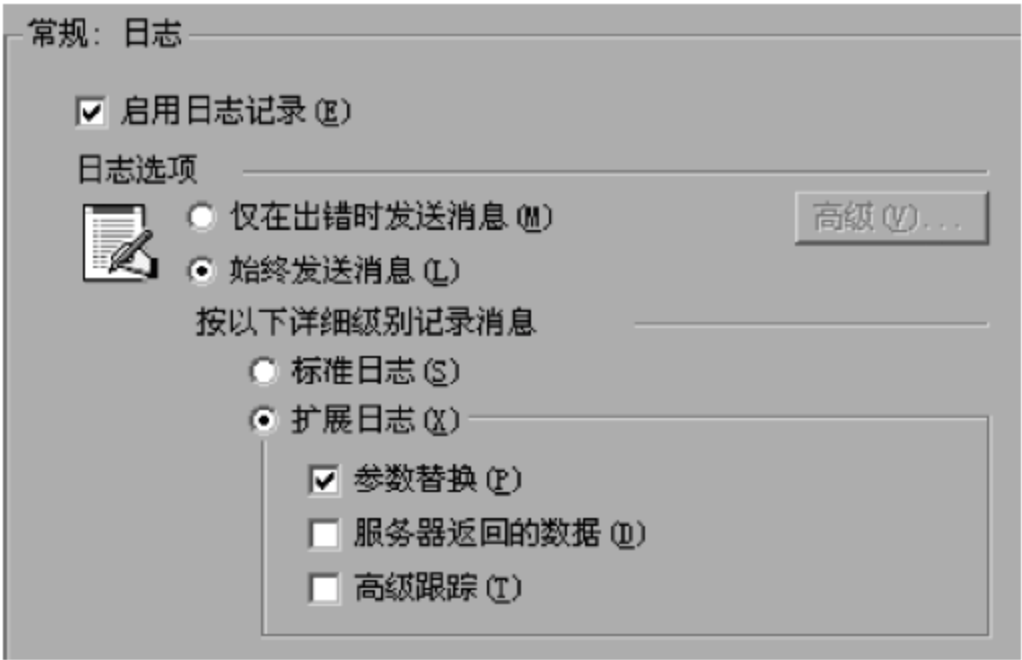 常规：日志
启用日志记录(E)
日志选项
仅在出错时发送消息(M)
高级(V)...
始终发送消息(L)
按以下详细级别记录消息
标准日志(S)
扩展日志(X)
参数替换(P)
服务器返回的数据(D)
高级跟踪(T)